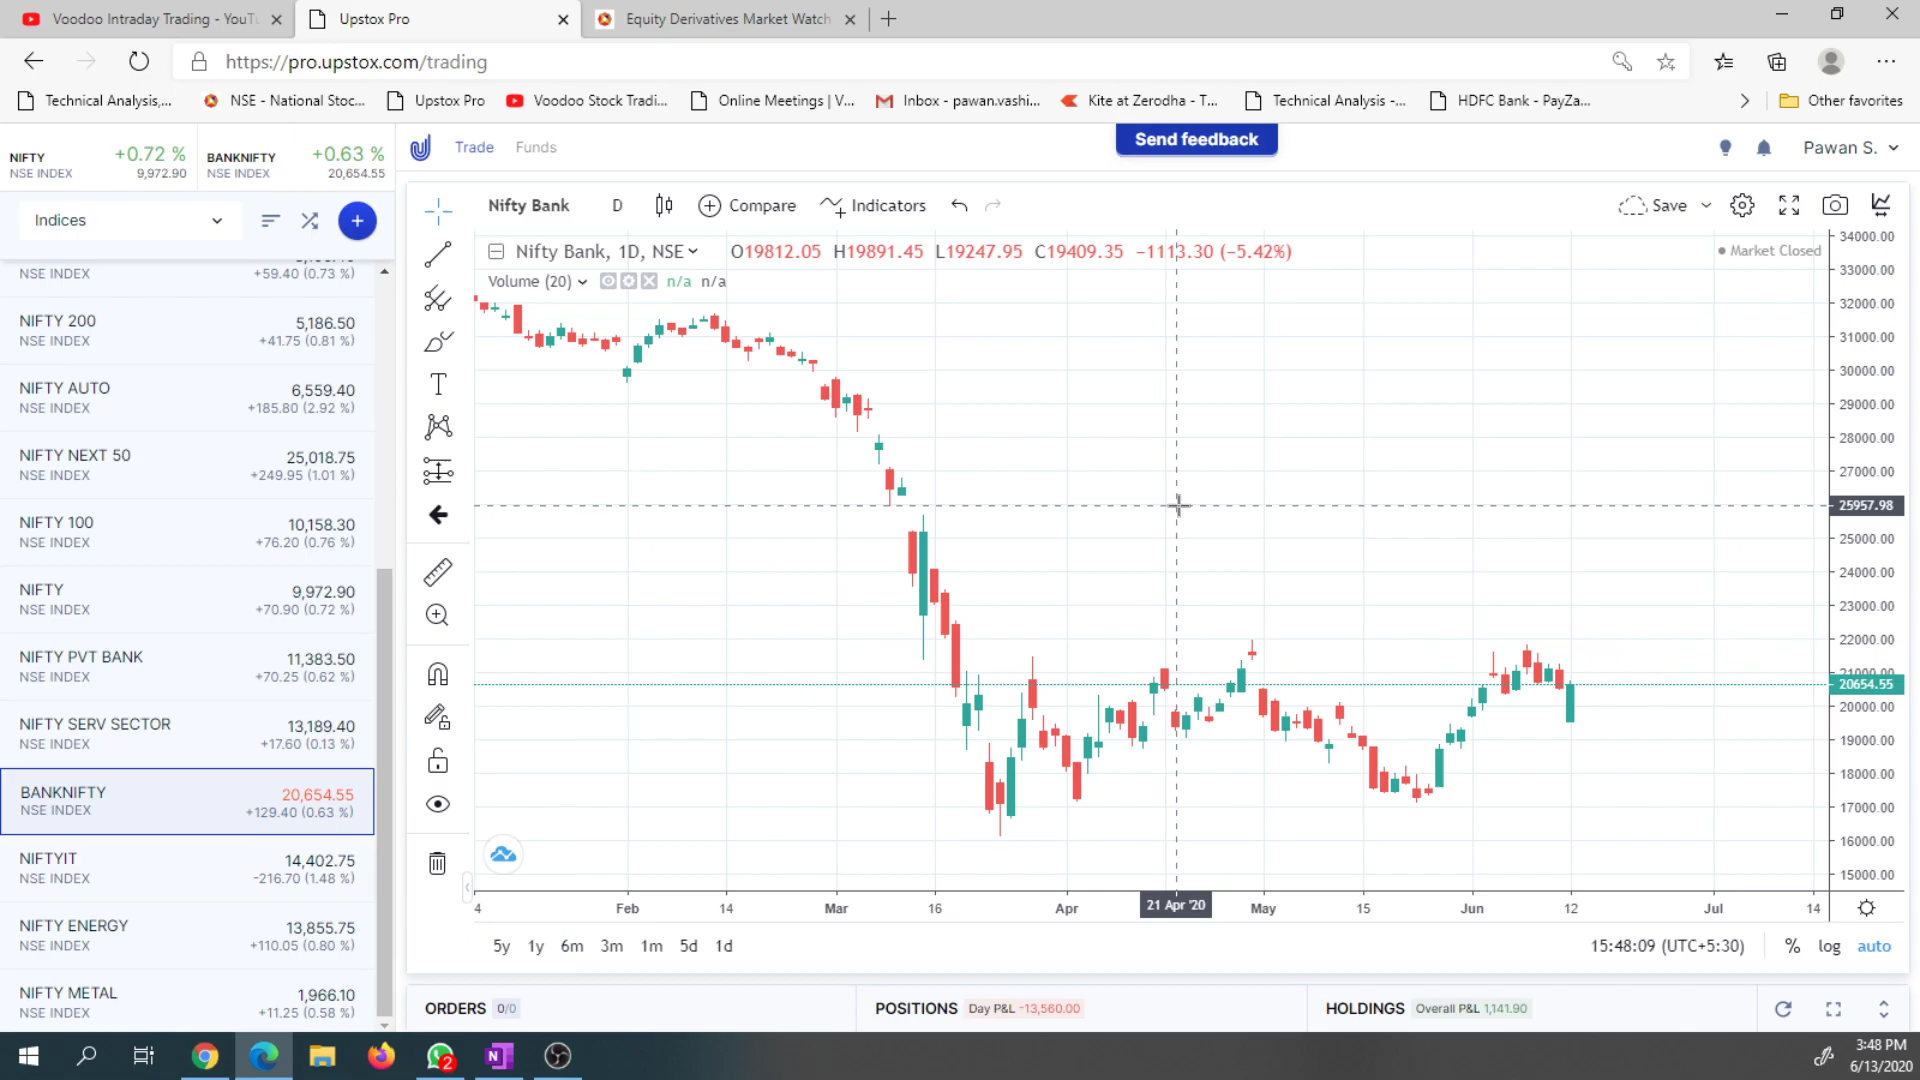 Voodoo Intraday Trading - YouTu
Upstox Pro
Equity Derivatives Market Watch
https://pro.upstox.com/trading
Technical Analysis,...
NSE - National Stoc...
Upstox Pro
Voodoo Stock Tradi...
Online Meetings | V...
Inbox - pawan.vashi...
Kite at Zerodha - T...
Technical Analysis -...
HDFC Bank - PayZa...
Other favorites
NIFTY +0.72 %
NSE INDEX 9,972.90
BANKNIFTY +0.63 %
NSE INDEX 20,654.55
Trade Funds
Send feedback
Pawan S.
Indices
NSE INDEX +59.40 (0.73 %)
NIFTY 200 5,186.50
NSE INDEX +41.75 (0.81 %)
NIFTY AUTO 6,559.40
NSE INDEX +185.80 (2.92 %)
NIFTY NEXT 50 25,018.75
NSE INDEX +249.95 (1.01 %)
NIFTY 100 10,158.30
NSE INDEX +76.20 (0.76 %)
NIFTY 9,972.90
NSE INDEX +70.90 (0.72 %)
NIFTY PVT BANK 11,383.50
NSE INDEX +70.25 (0.62 %)
NIFTY SERV SECTOR 13,189.40
NSE INDEX +17.60 (0.13 %)
BANKNIFTY 20,654.55
NSE INDEX +129.40 (0.63 %)
NIFTYIT 14,402.75
NSE INDEX -216.70 (1.48 %)
NIFTY ENERGY 13,855.75
NSE INDEX +110.05 (0.80 %)
NIFTY METAL 1,966.10
NSE INDEX +11.25 (0.58 %)
Nifty Bank D Compare Indicators Save
Nifty Bank, 1D, NSE O19812.05 H19891.45 L19247.95 C19409.35 −1113.30 (−5.42%)
Market Closed
Volume (20) n/a n/a
34000.00
33000.00
32000.00
31000.00
30000.00
29000.00
28000.00
27000.00
25957.98
25000.00
24000.00
23000.00
22000.00
21000.00
20654.55
20000.00
19000.00
18000.00
17000.00
16000.00
15000.00
4 Feb 14 Mar 16 Apr 21 Apr '20 May 15 Jun 12 Jul 14
5y 1y 6m 3m 1m 5d 1d
15:48:09 (UTC+5:30) % log auto
ORDERS 0/0
POSITIONS Day P&L -13,560.00
HOLDINGS Overall P&L 1,141.90
2
N
3:48 PM
6/13/2020